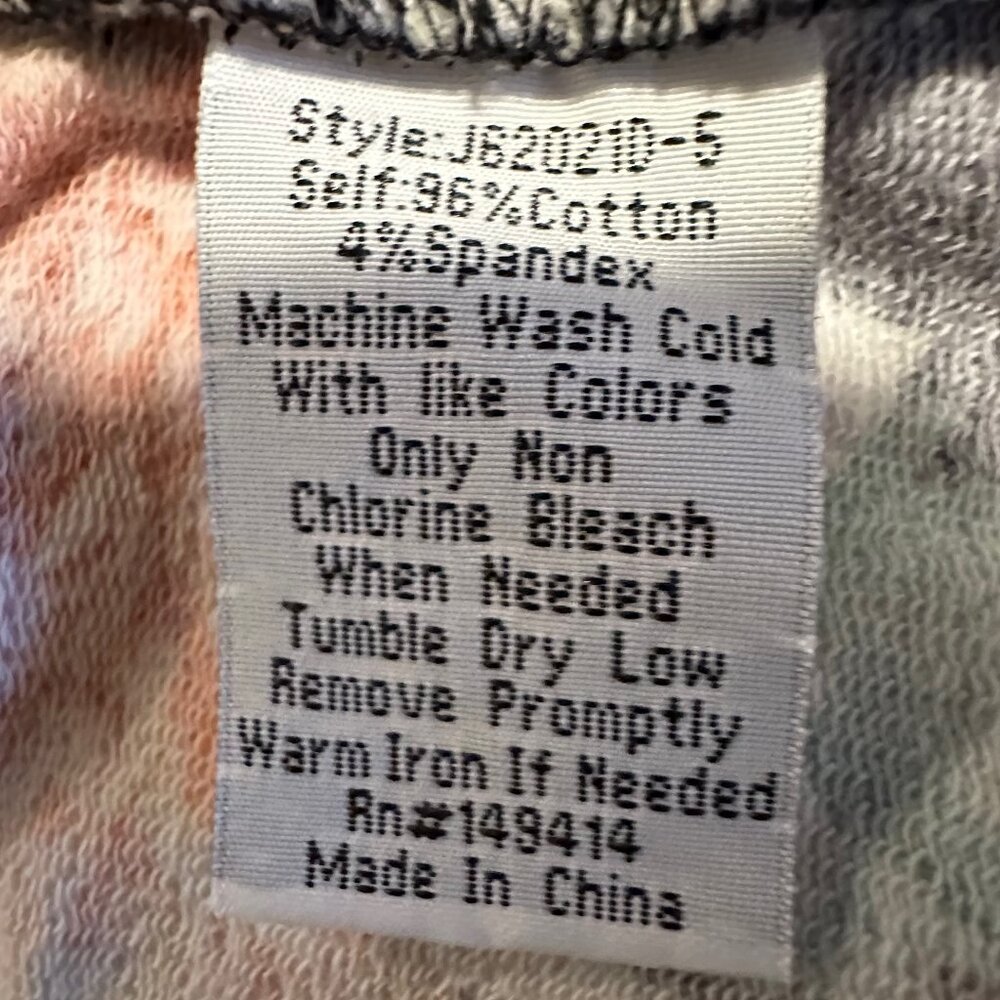 Style:J620210-5
Self:96%Cotton
4%Spandex
Machine Wash Cold
With like Colors
Only Non
Chlorine Bleach
When Needed
Tumble Dry Low
Remove Promptly
Warm Iron If Needed
Rn#149414
Made In China